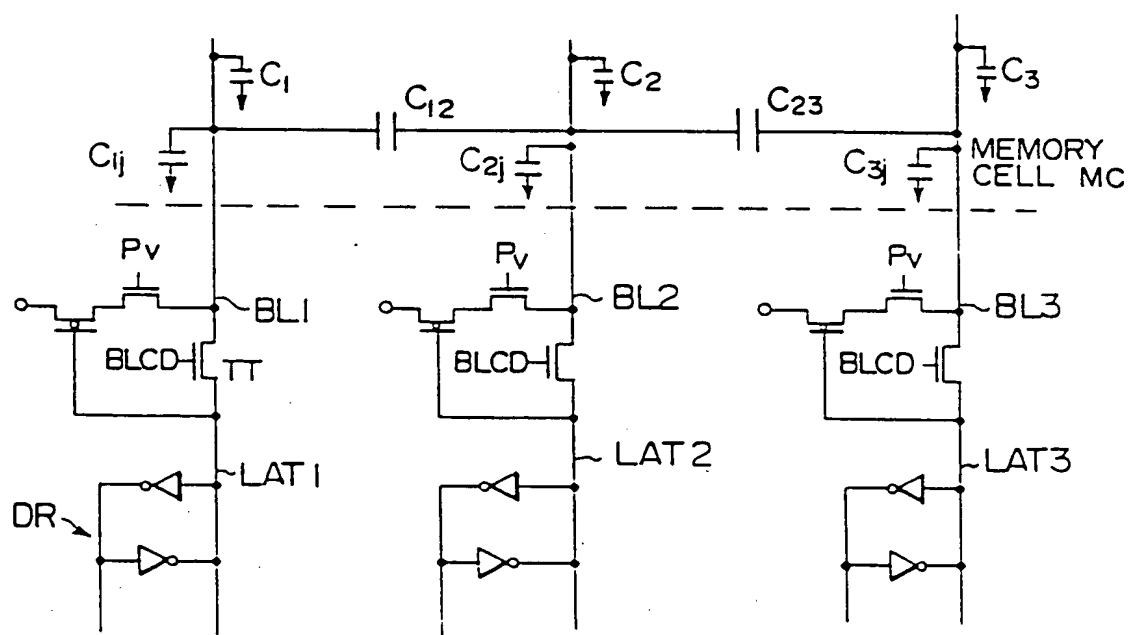 C1
C2
C3
C12
C23
C1j
C2j
C3j
MEMORY
CELL MC
Pv
Pv
Pv
BL1
BL2
BL3
BLCD
TT
BLCD
BLCD
LAT1
LAT2
LAT3
DR